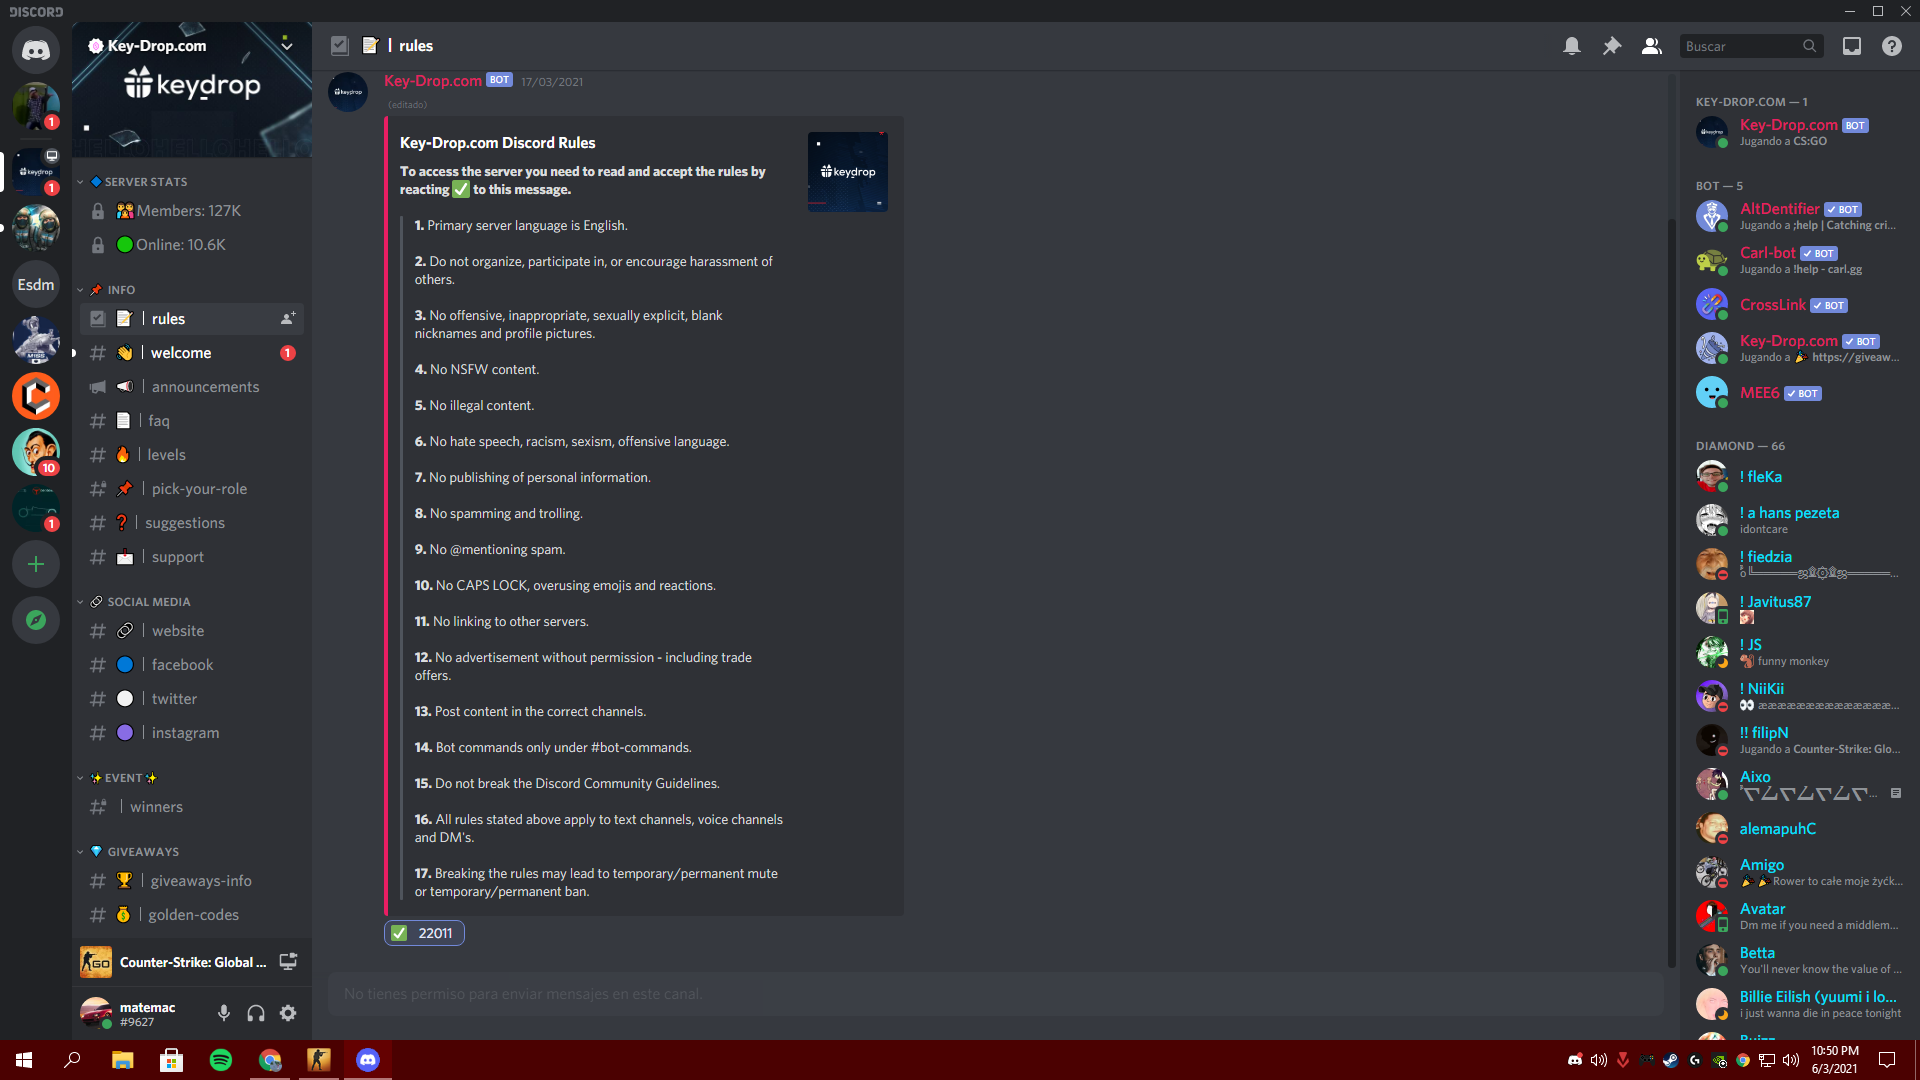 DISCORD
Key-Drop.com
keydrop
SERVER STATS
Members: 127K
Online: 10.6K
INFO
| rules
| welcome
1
| announcements
| faq
| levels
| pick-your-role
| suggestions
| support
SOCIAL MEDIA
| website
| facebook
| twitter
| instagram
EVENT
| winners
GIVEAWAYS
| giveaways-info
| golden-codes
Counter-Strike: Global ...
matemac
#9627
1
keydrop
1
Esdm
10
1
| rules
Buscar
keydrop
Key-Drop.com BOT 17/03/2021
(editado)
Key-Drop.com Discord Rules
To access the server you need to read and accept the rules by
reacting ✅ to this message.
keydrop
1. Primary server language is English.
2. Do not organize, participate in, or encourage harassment of
others.
3. No offensive, inappropriate, sexually explicit, blank
nicknames and profile pictures.
4. No NSFW content.
5. No illegal content.
6. No hate speech, racism, sexism, offensive language.
7. No publishing of personal information.
8. No spamming and trolling.
9. No @mentioning spam.
10. No CAPS LOCK, overusing emojis and reactions.
11. No linking to other servers.
12. No advertisement without permission - including trade
offers.
13. Post content in the correct channels.
14. Bot commands only under #bot-commands.
15. Do not break the Discord Community Guidelines.
16. All rules stated above apply to text channels, voice channels
and DM's.
17. Breaking the rules may lead to temporary/permanent mute
or temporary/permanent ban.
✅ 22011
No tienes permiso para enviar mensajes en este canal.
KEY-DROP.COM — 1
Key-Drop.com BOT
Jugando a CS:GO
BOT — 5
AltDentifier ✓ BOT
Jugando a ;help | Catching cri...
Carl-bot ✓ BOT
Jugando a !help - carl.gg
CrossLink ✓ BOT
Key-Drop.com ✓ BOT
Jugando a 🎉 https://giveaw...
MEE6 ✓ BOT
DIAMOND — 66
! fleKa
! a hans pezeta
idontcare
! fiedzia
! Javitus87
! JS
funny monkey
! NiiKii
!! filipN
Jugando a Counter-Strike: Glo...
Aixo
alemapuhC
Amigo
🎉🎉 Rower to całe moje życk...
Avatar
Dm me if you need a middlem...
Betta
You'll never know the value of ...
Billie Eilish (yuumi i lo...
i just wanna die in peace tonight
10:50 PM
6/3/2021